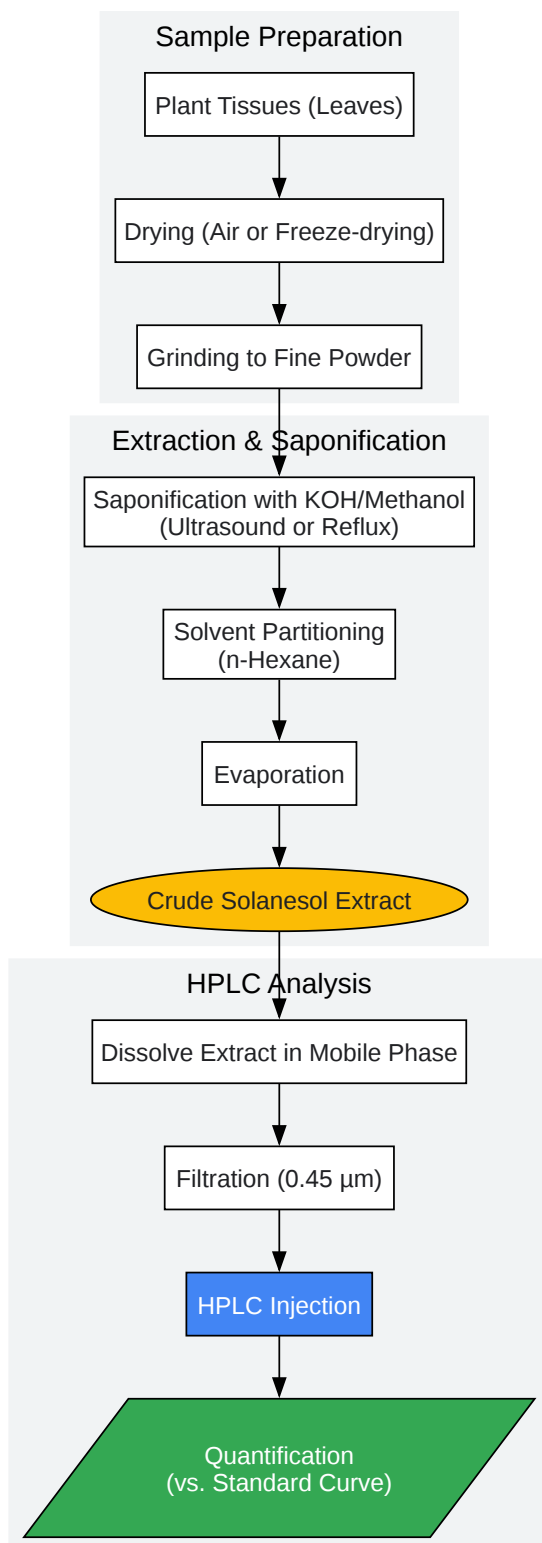 Sample Preparation
Plant Tissues (Leaves)
Drying (Air or Freeze-drying)
Grinding to Fine Powder
Extraction & Saponification
Saponification with KOH/Methanol
(Ultrasound or Reflux)
Solvent Partitioning
(n-Hexane)
Evaporation
Crude Solanesol Extract
HPLC Analysis
Dissolve Extract in Mobile Phase
Filtration (0.45 µm)
HPLC Injection
Quantification
(vs. Standard Curve)